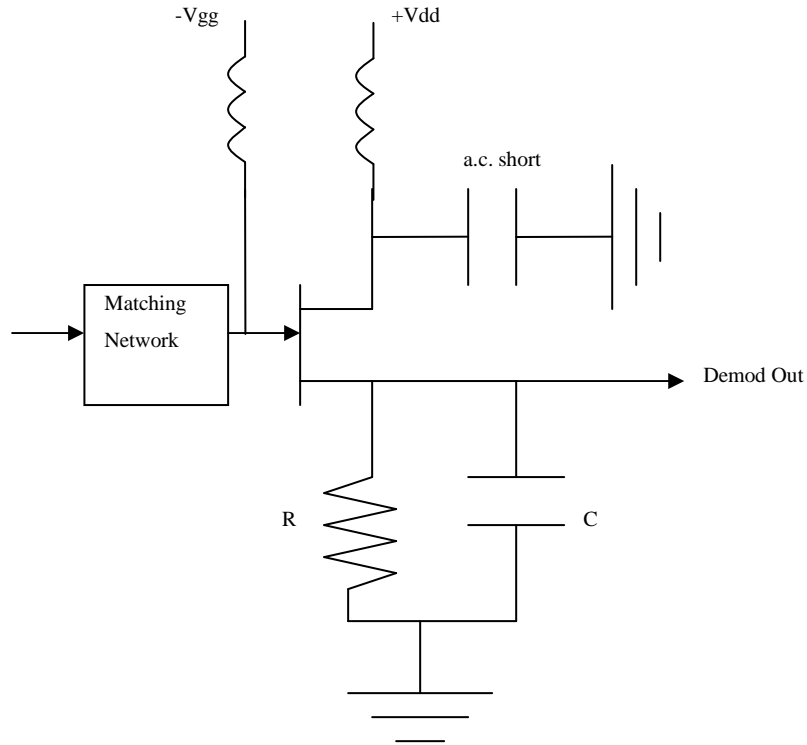 -Vgg
+Vdd
a.c. short
Matching
Network
Demod Out
R
C